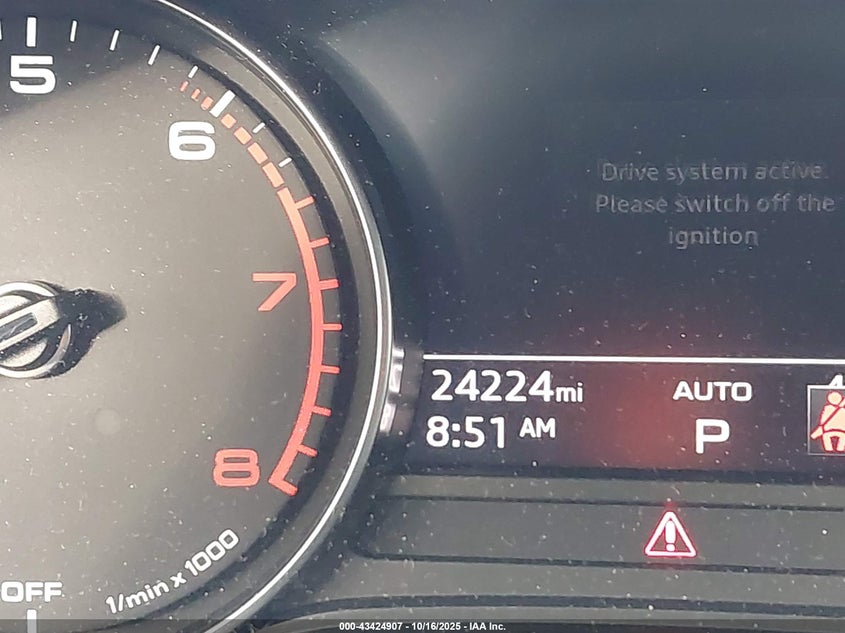 5
6
7
8
1/min x 1000
OFF
Drive system active.
Please switch off the
ignition
24224mi
AUTO
8:51 AM
P
000-43424907 - 10/16/2025 - IAA Inc.